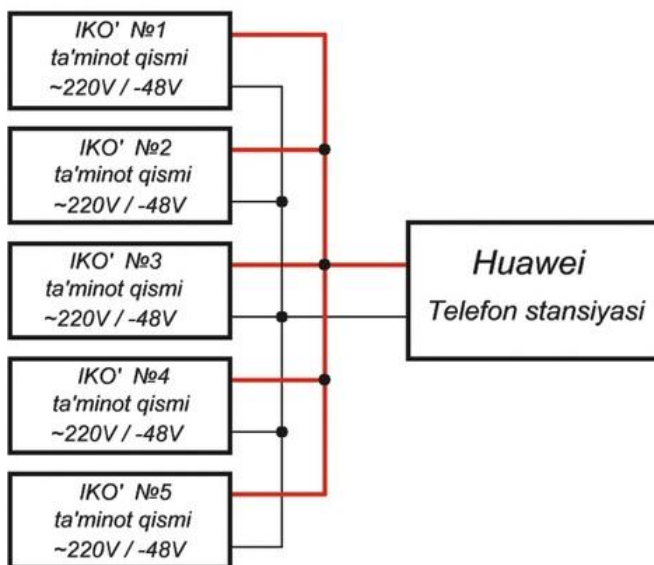 IKO' №1
ta'minot qismi
~220V / -48V
IKO' №2
ta'minot qismi
~220V / -48V
IKO' №3
ta'minot qismi
~220V / -48V
IKO' №4
ta'minot qismi
~220V / -48V
IKO' №5
ta'minot qismi
~220V / -48V
Huawei
Telefon stansiyasi